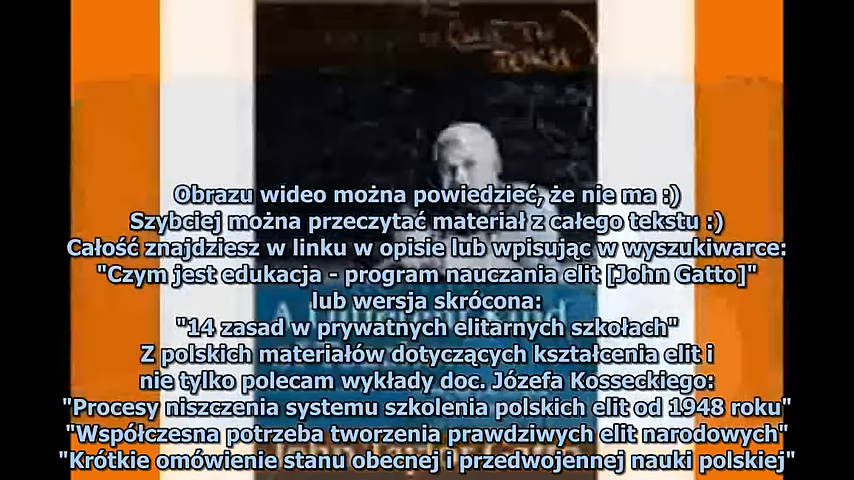 Obrazu wideo można powiedzieć, że nie ma :)
Szybciej można przeczytać materiał z całego tekstu :)
Całość znajdziesz w linku w opisie lub wpisując w wyszukiwarce:
"Czym jest edukacja - program nauczania elit [John Gatto]"
lub wersja skrócona:
"14 zasad w prywatnych elitarnych szkołach"
Z polskich materiałów dotyczących kształcenia elit i
nie tylko polecam wykłady doc. Józefa Kosseckiego:
"Procesy niszczenia systemu szkolenia polskich elit od 1948 roku"
"Współczesna potrzeba tworzenia prawdziwych elit narodowych"
"Krótkie omówienie stanu obecnej i przedwojennej nauki polskiej"